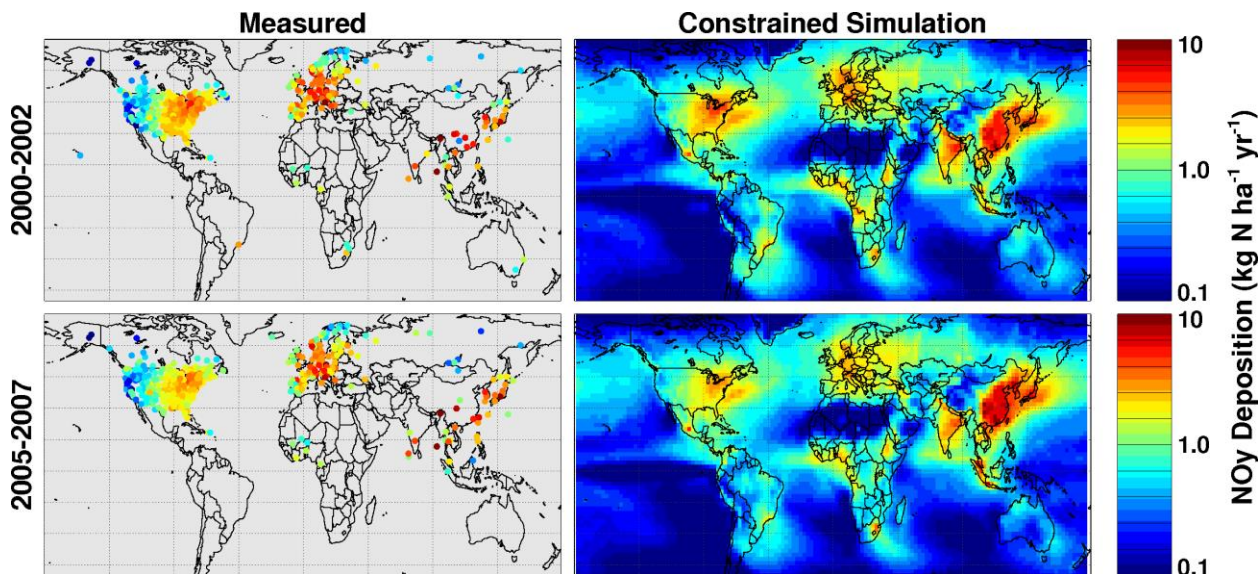 Measured
Constrained Simulation
2000-2002
10
1.0
0.1
2005-2007
10
1.0
0.1
NOy Deposition (kg N ha⁻¹ yr⁻¹)